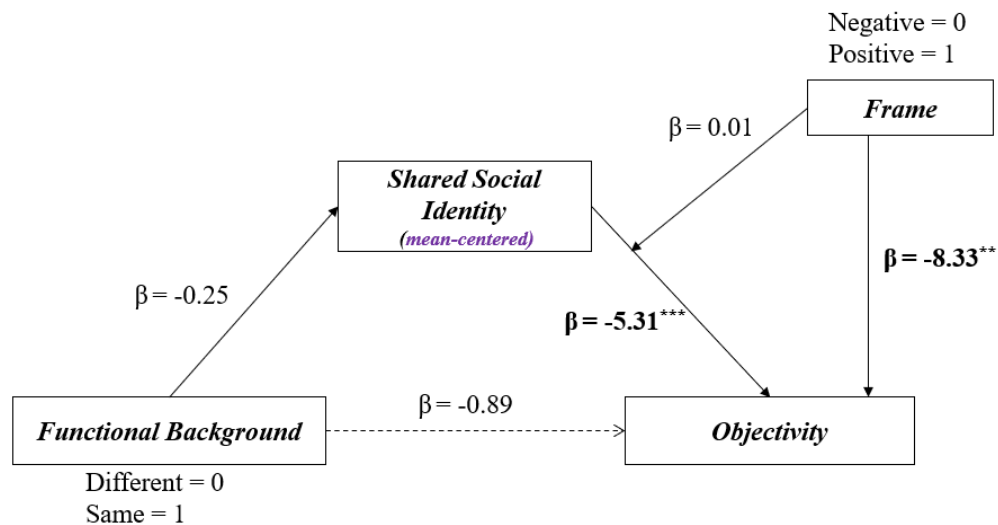 Negative = 0
Positive = 1
Frame
β = 0.01
Shared Social
Identity
(mean-centered)
β = -8.33**
β = -0.25
β = -5.31***
β = -0.89
Functional Background
Objectivity
Different = 0
Same = 1